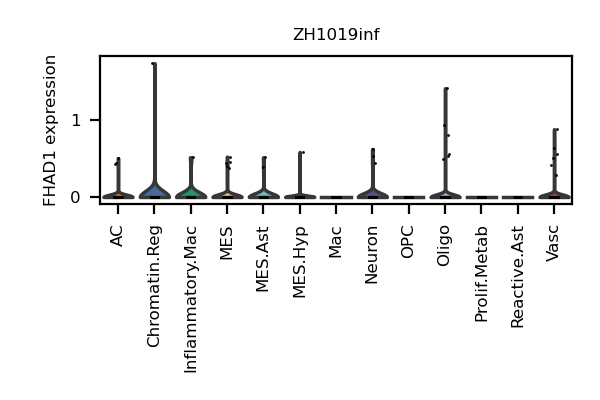 ZH1019inf
FHAD1 expression
1
0
AC
Chromatin.Reg
Inflammatory.Mac
MES
MES.Ast
MES.Hyp
Mac
Neuron
OPC
Oligo
Prolif.Metab
Reactive.Ast
Vasc